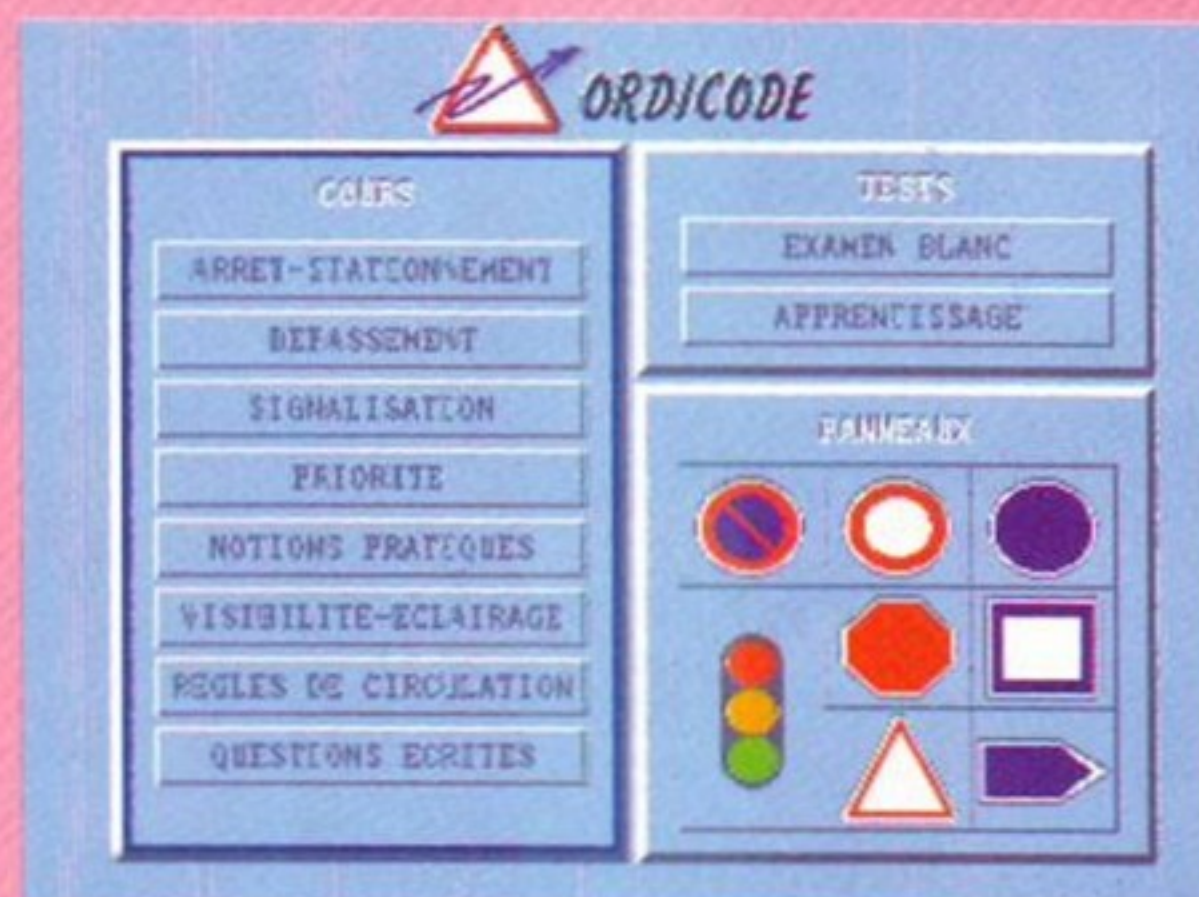 ORDICODE
COURS
ARRET-STATIONNEMENT
DEPASSEMENT
SIGNALISATION
PRIORITE
NOTIONS PRATIQUES
VISIBILITE-ECLAIRAGE
REGLES DE CIRCULATION
QUESTIONS ECRITES
TESTS
EXAMEN BLANC
APPRENTISSAGE
PANNEAUX